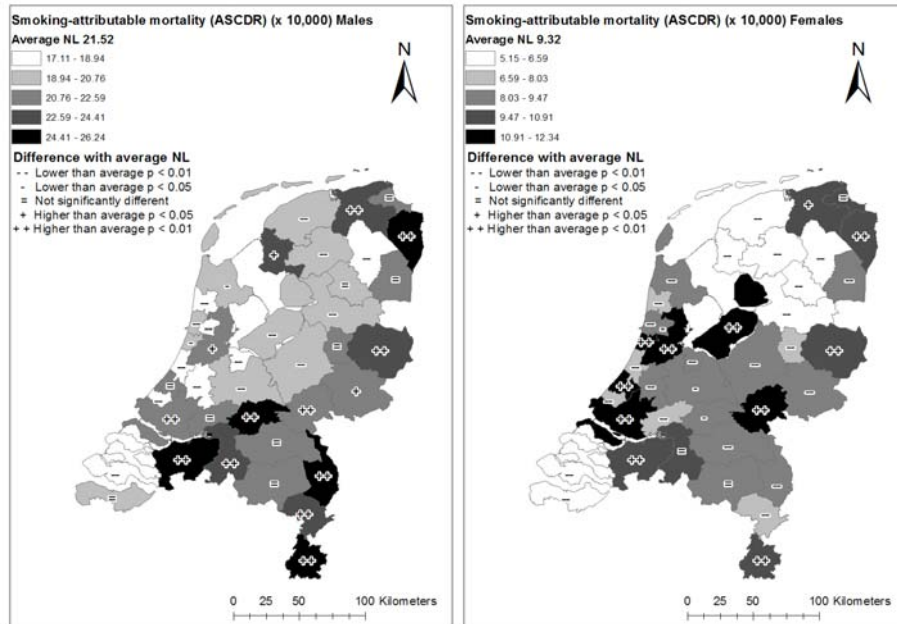 Smoking-attributable mortality (ASCDR) (x 10,000) Males
Average NL 21.52
17.11 - 18.94
18.94 - 20.76
20.76 - 22.59
22.59 - 24.41
24.41 - 26.24
Difference with average NL
- - Lower than average p < 0.01
- Lower than average p < 0.05
= Not significantly different
+ Higher than average p < 0.05
+ + Higher than average p < 0.01
N
0 25 50 100 Kilometers
Smoking-attributable mortality (ASCDR) (x 10,000) Females
Average NL 9.32
5.15 - 6.59
6.59 - 8.03
8.03 - 9.47
9.47 - 10.91
10.91 - 12.34
Difference with average NL
- - Lower than average p < 0.01
- Lower than average p < 0.05
= Not significantly different
+ Higher than average p < 0.05
+ + Higher than average p < 0.01
N
0 25 50 100 Kilometers